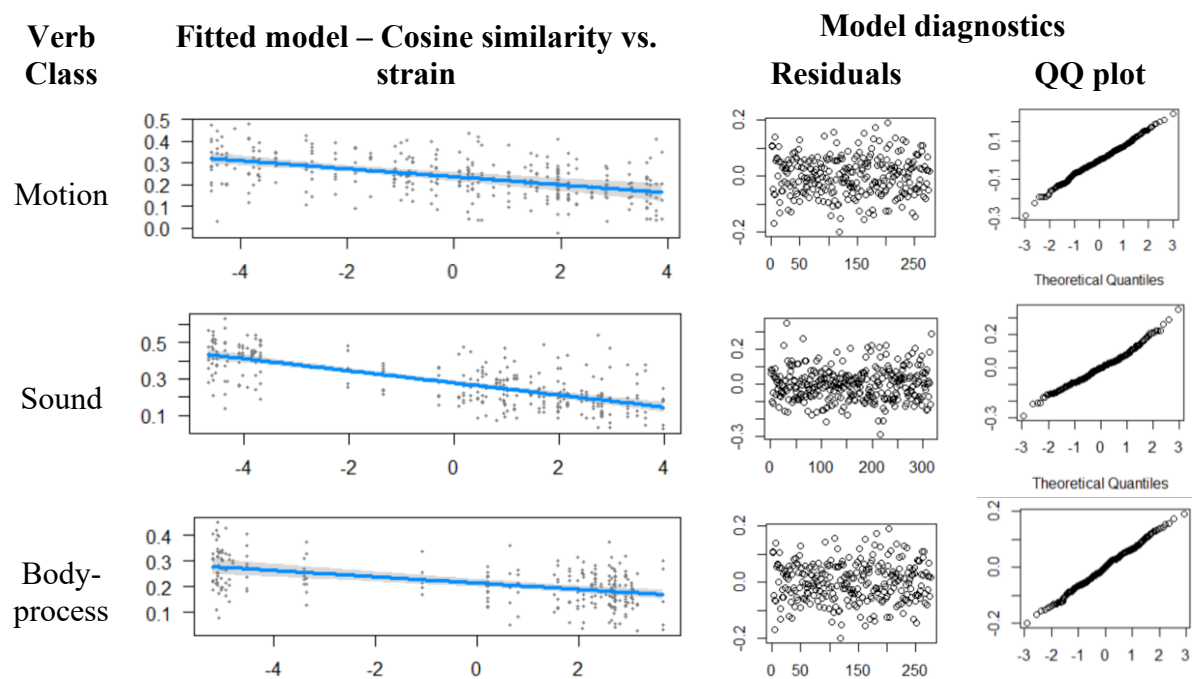 Verb Class
Fitted model – Cosine similarity vs. strain
Model diagnostics
Residuals
QQ plot
Motion
0.5
0.4
0.3
0.2
0.1
0.0
-4 -2 0 2 4
0.2
0.0
-0.2
0 50 150 250
0.1
-0.1
-0.3
-3 -2 -1 0 1 2 3
Theoretical Quantiles
Sound
0.5
0.3
0.1
-4 -2 0 2 4
0.2
0.0
-0.3
0 100 200 300
0.2
0.0
-0.3
-3 -2 -1 0 1 2 3
Theoretical Quantiles
Body-process
0.4
0.3
0.2
0.1
-4 -2 0 2
0.2
0.0
-0.2
0 50 150 250
0.2
0.0
-0.2
-3 -2 -1 0 1 2 3